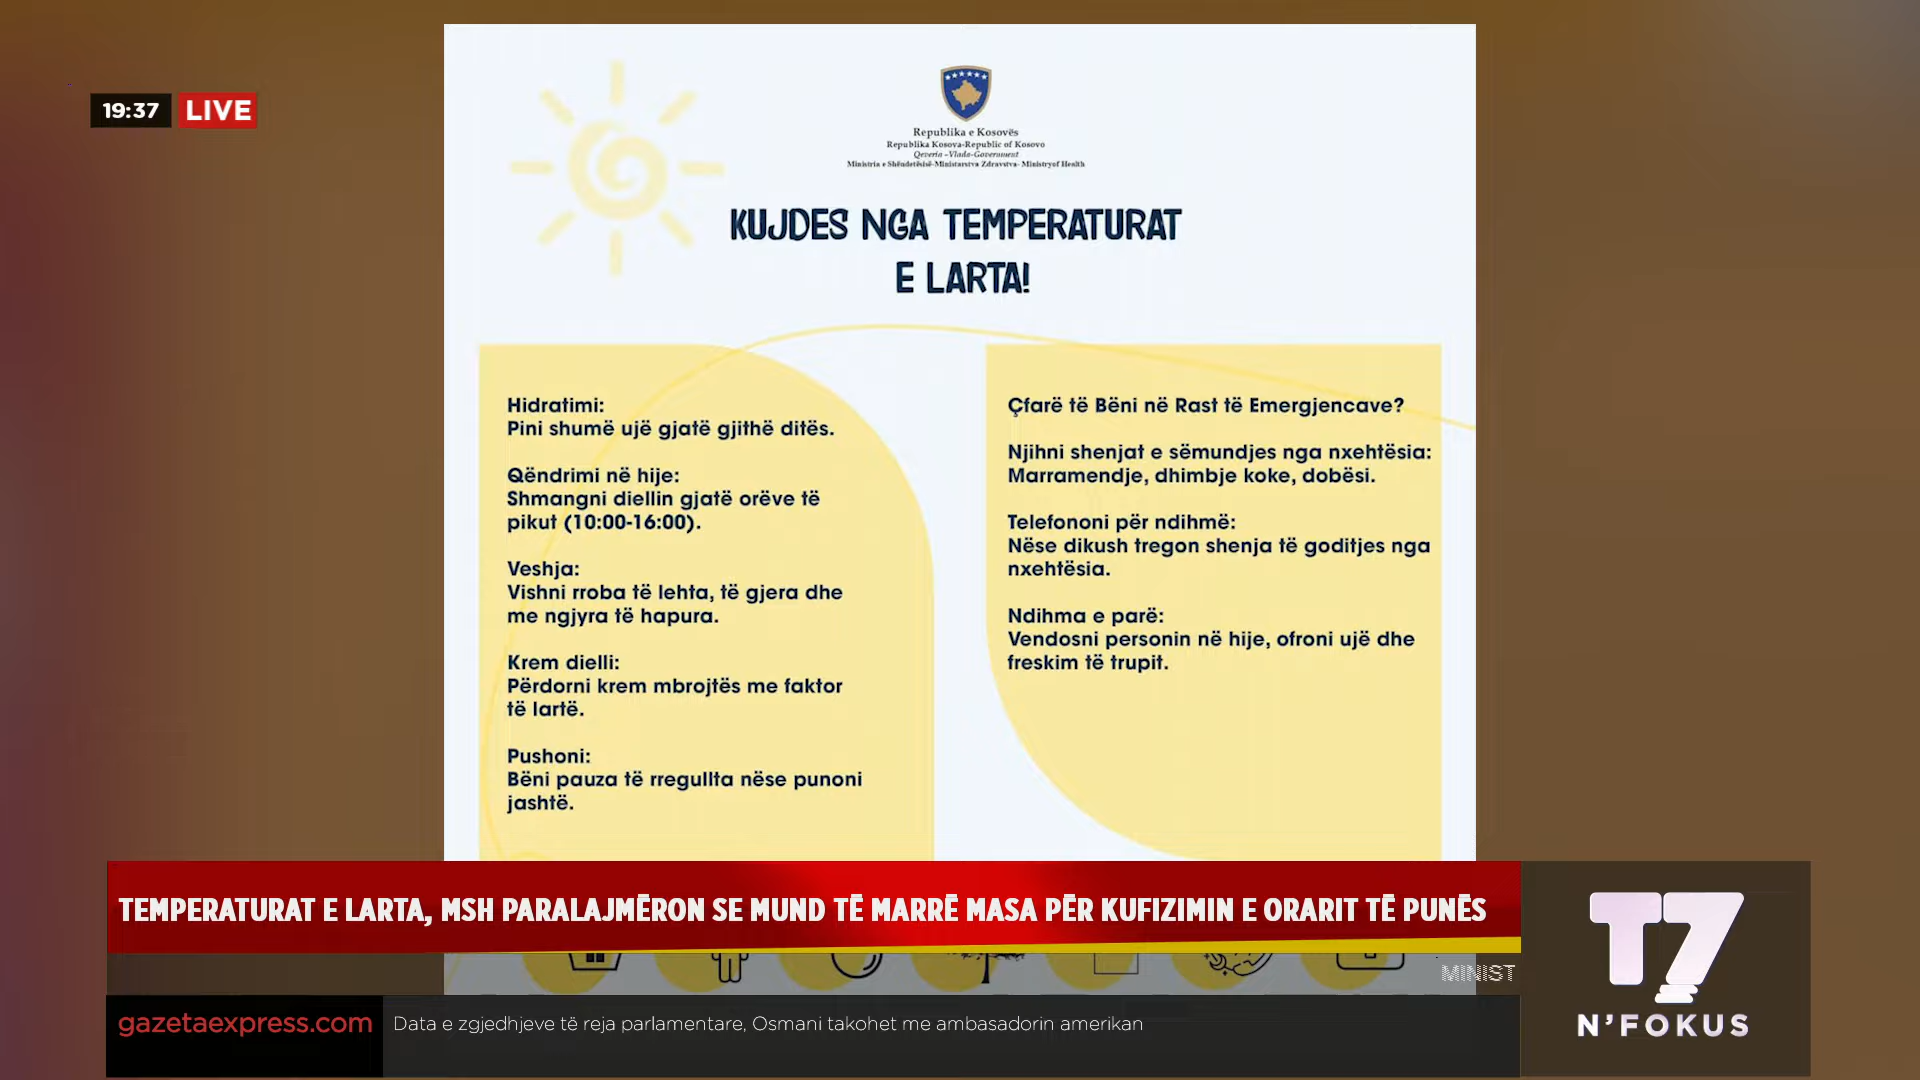 19:37 LIVE
Republika e Kosovës
Republika Kosova-Republic of Kosovo
Qeveria -Vlada-Government
Ministria e Shëndetësisë-Ministarstva Zdravstva- Ministryof Health
KUJDES NGA TEMPERATURAT
E LARTA!
Hidratimi:
Pini shumë ujë gjatë gjithë ditës.
Qëndrimi në hije:
Shmangni diellin gjatë orëve të
pikut (10:00-16:00).
Veshja:
Vishni rroba të lehta, të gjera dhe
me ngjyra të hapura.
Krem dielli:
Përdorni krem mbrojtës me faktor
të lartë.
Pushoni:
Bëni pauza të rregullta nëse punoni
jashtë.
Çfarë të Bëni në Rast të Emergjencave?
Njihni shenjat e sëmundjes nga nxehtësia:
Marramendje, dhimbje koke, dobësi.
Telefononi për ndihmë:
Nëse dikush tregon shenja të goditjes nga
nxehtësia.
Ndihma e parë:
Vendosni personin në hije, ofroni ujë dhe
freskim të trupit.
TEMPERATURAT E LARTA, MSH PARALAJMËRON SE MUND TË MARRË MASA PËR KUFIZIMIN E ORARIT TË PUNËS
MINIST
gazetaexpress.com
Data e zgjedhjeve të reja parlamentare, Osmani takohet me ambasadorin amerikan
T7
N'FOKUS